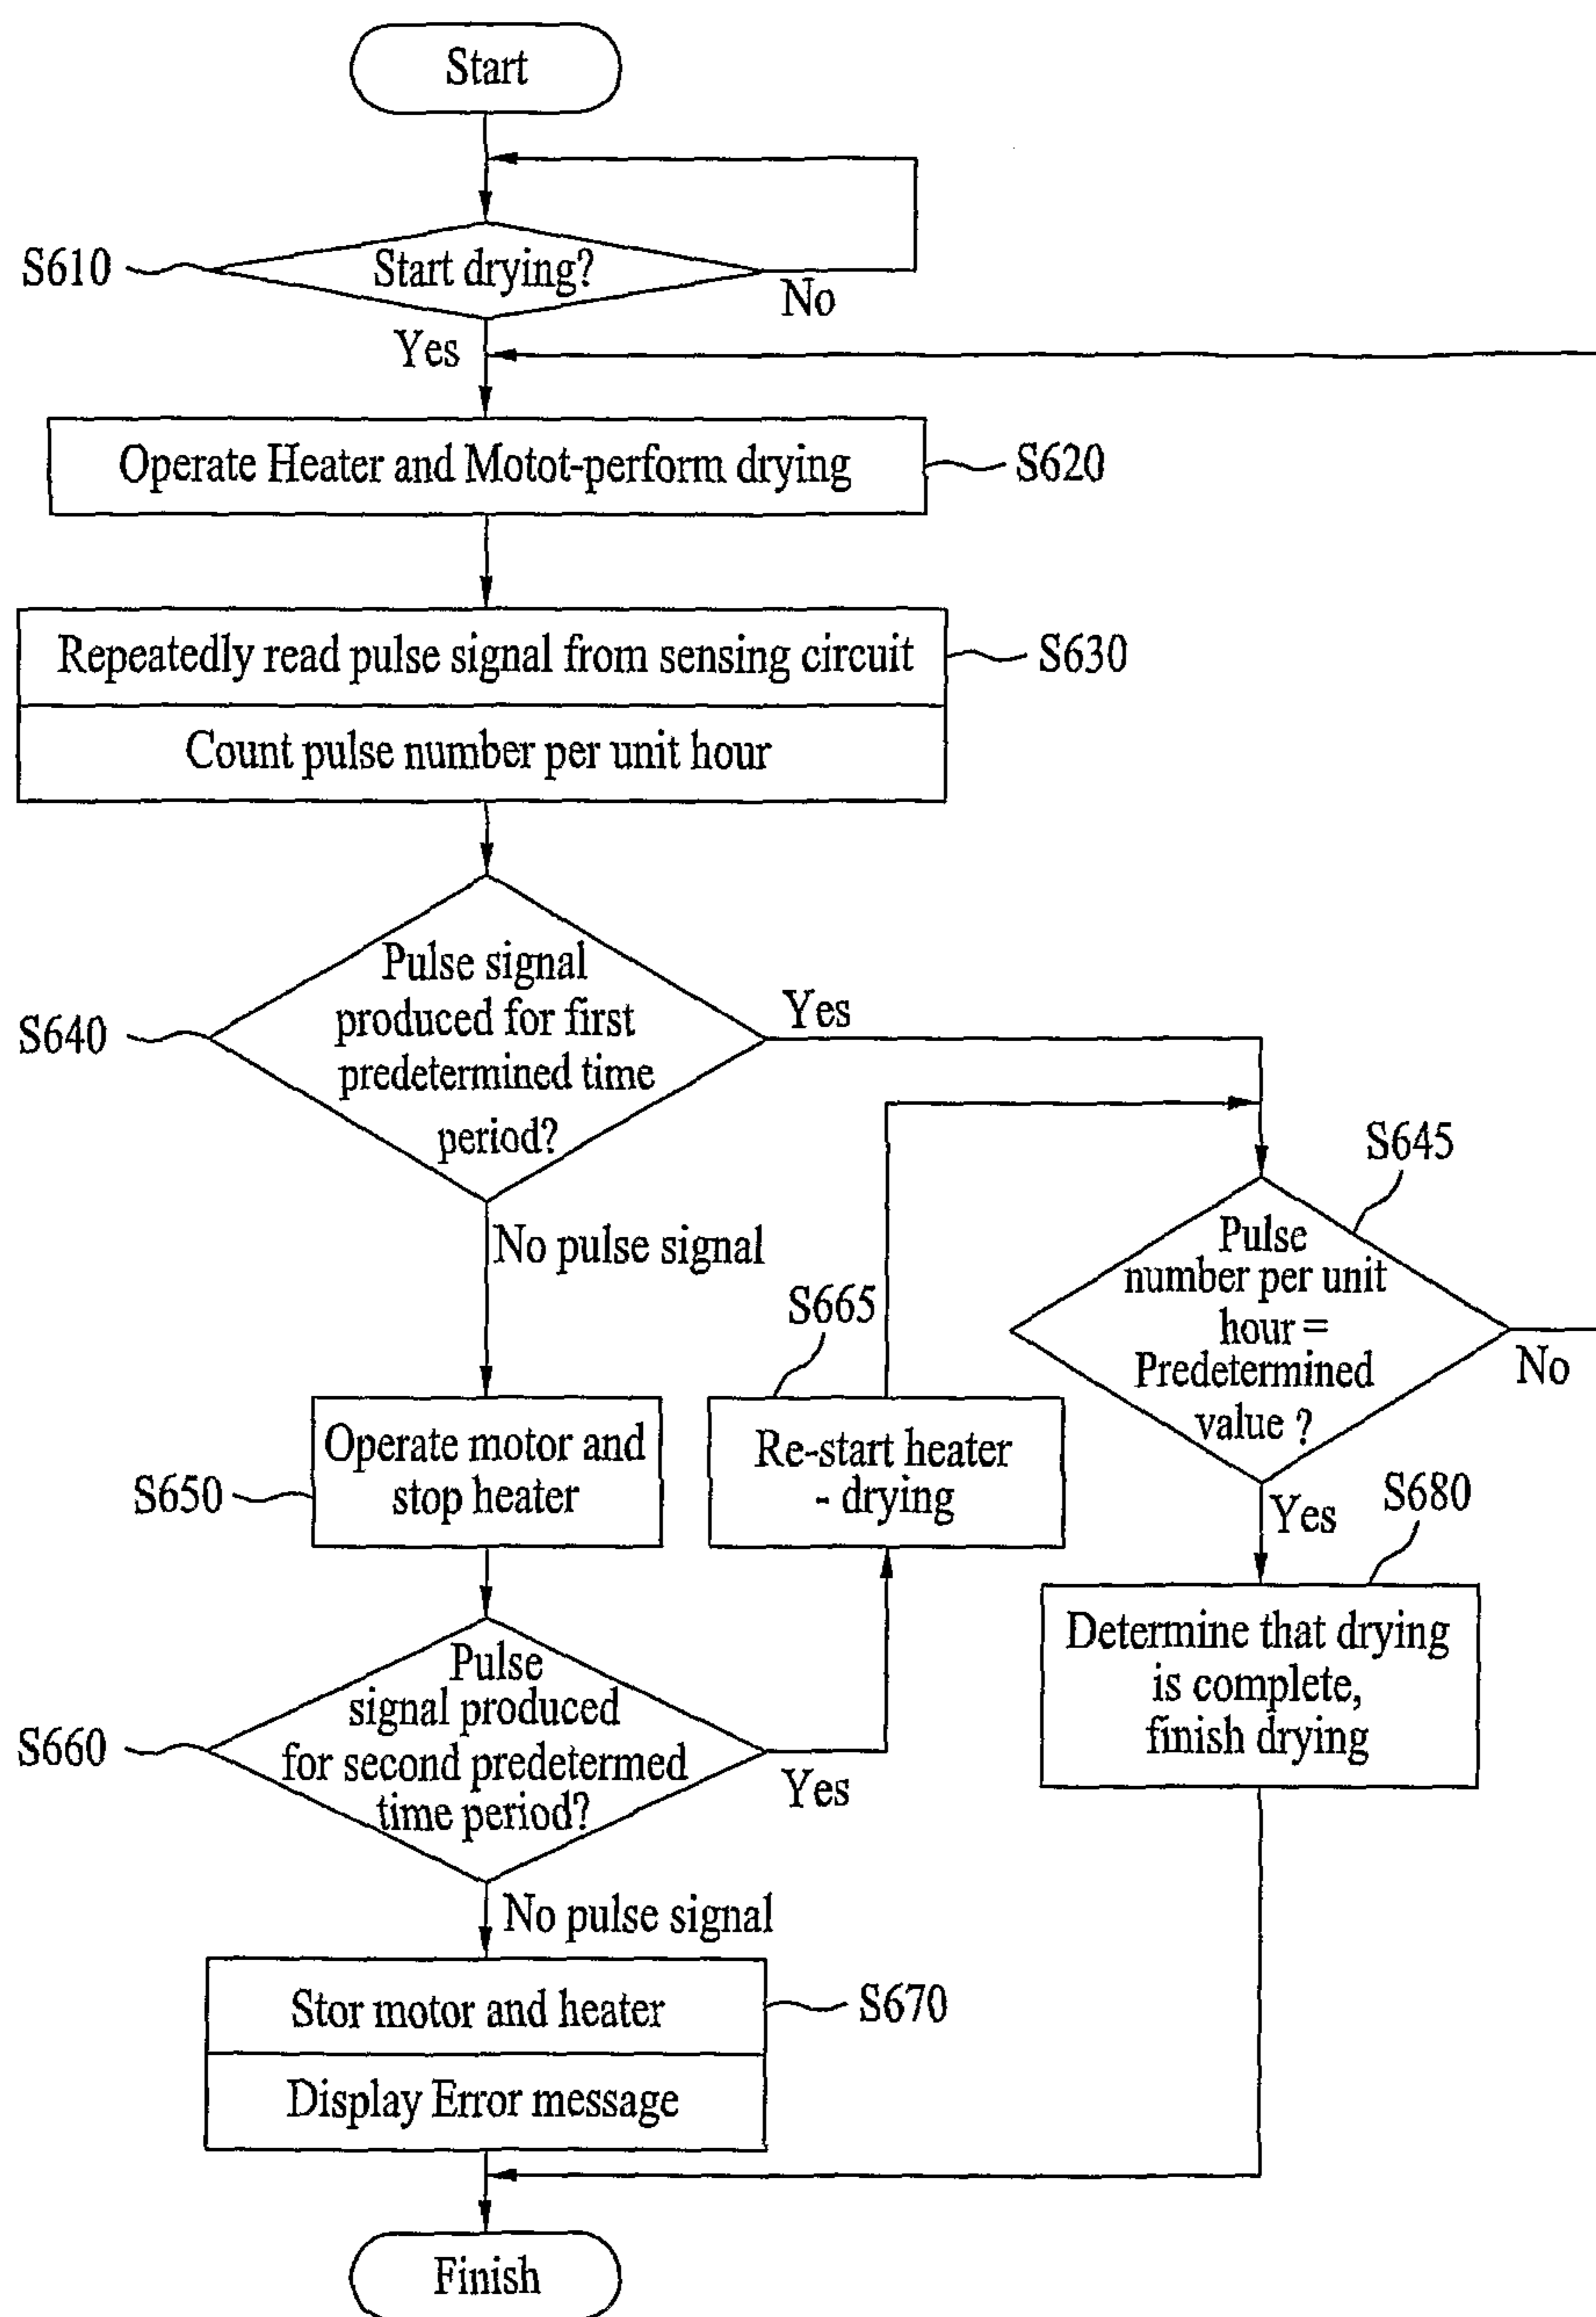 Start
S610
Start drying?
No
Yes
Operate Heater and Motot-perform drying
S620
Repeatedly read pulse signal from sensing circuit
S630
Count pulse number per unit hour
S640
Pulse signal
produced for first
predetermined time
period?
Yes
No pulse signal
S645
Pulse
number per unit
hour =
Predetermined
value ?
No
S665
Re-start heater
- drying
S650
Operate motor and
stop heater
Yes
S680
Determine that drying
is complete,
finish drying
S660
Pulse
signal produced
for second predetermed
time period?
Yes
No pulse signal
Stor motor and heater
S670
Display Error message
Finish